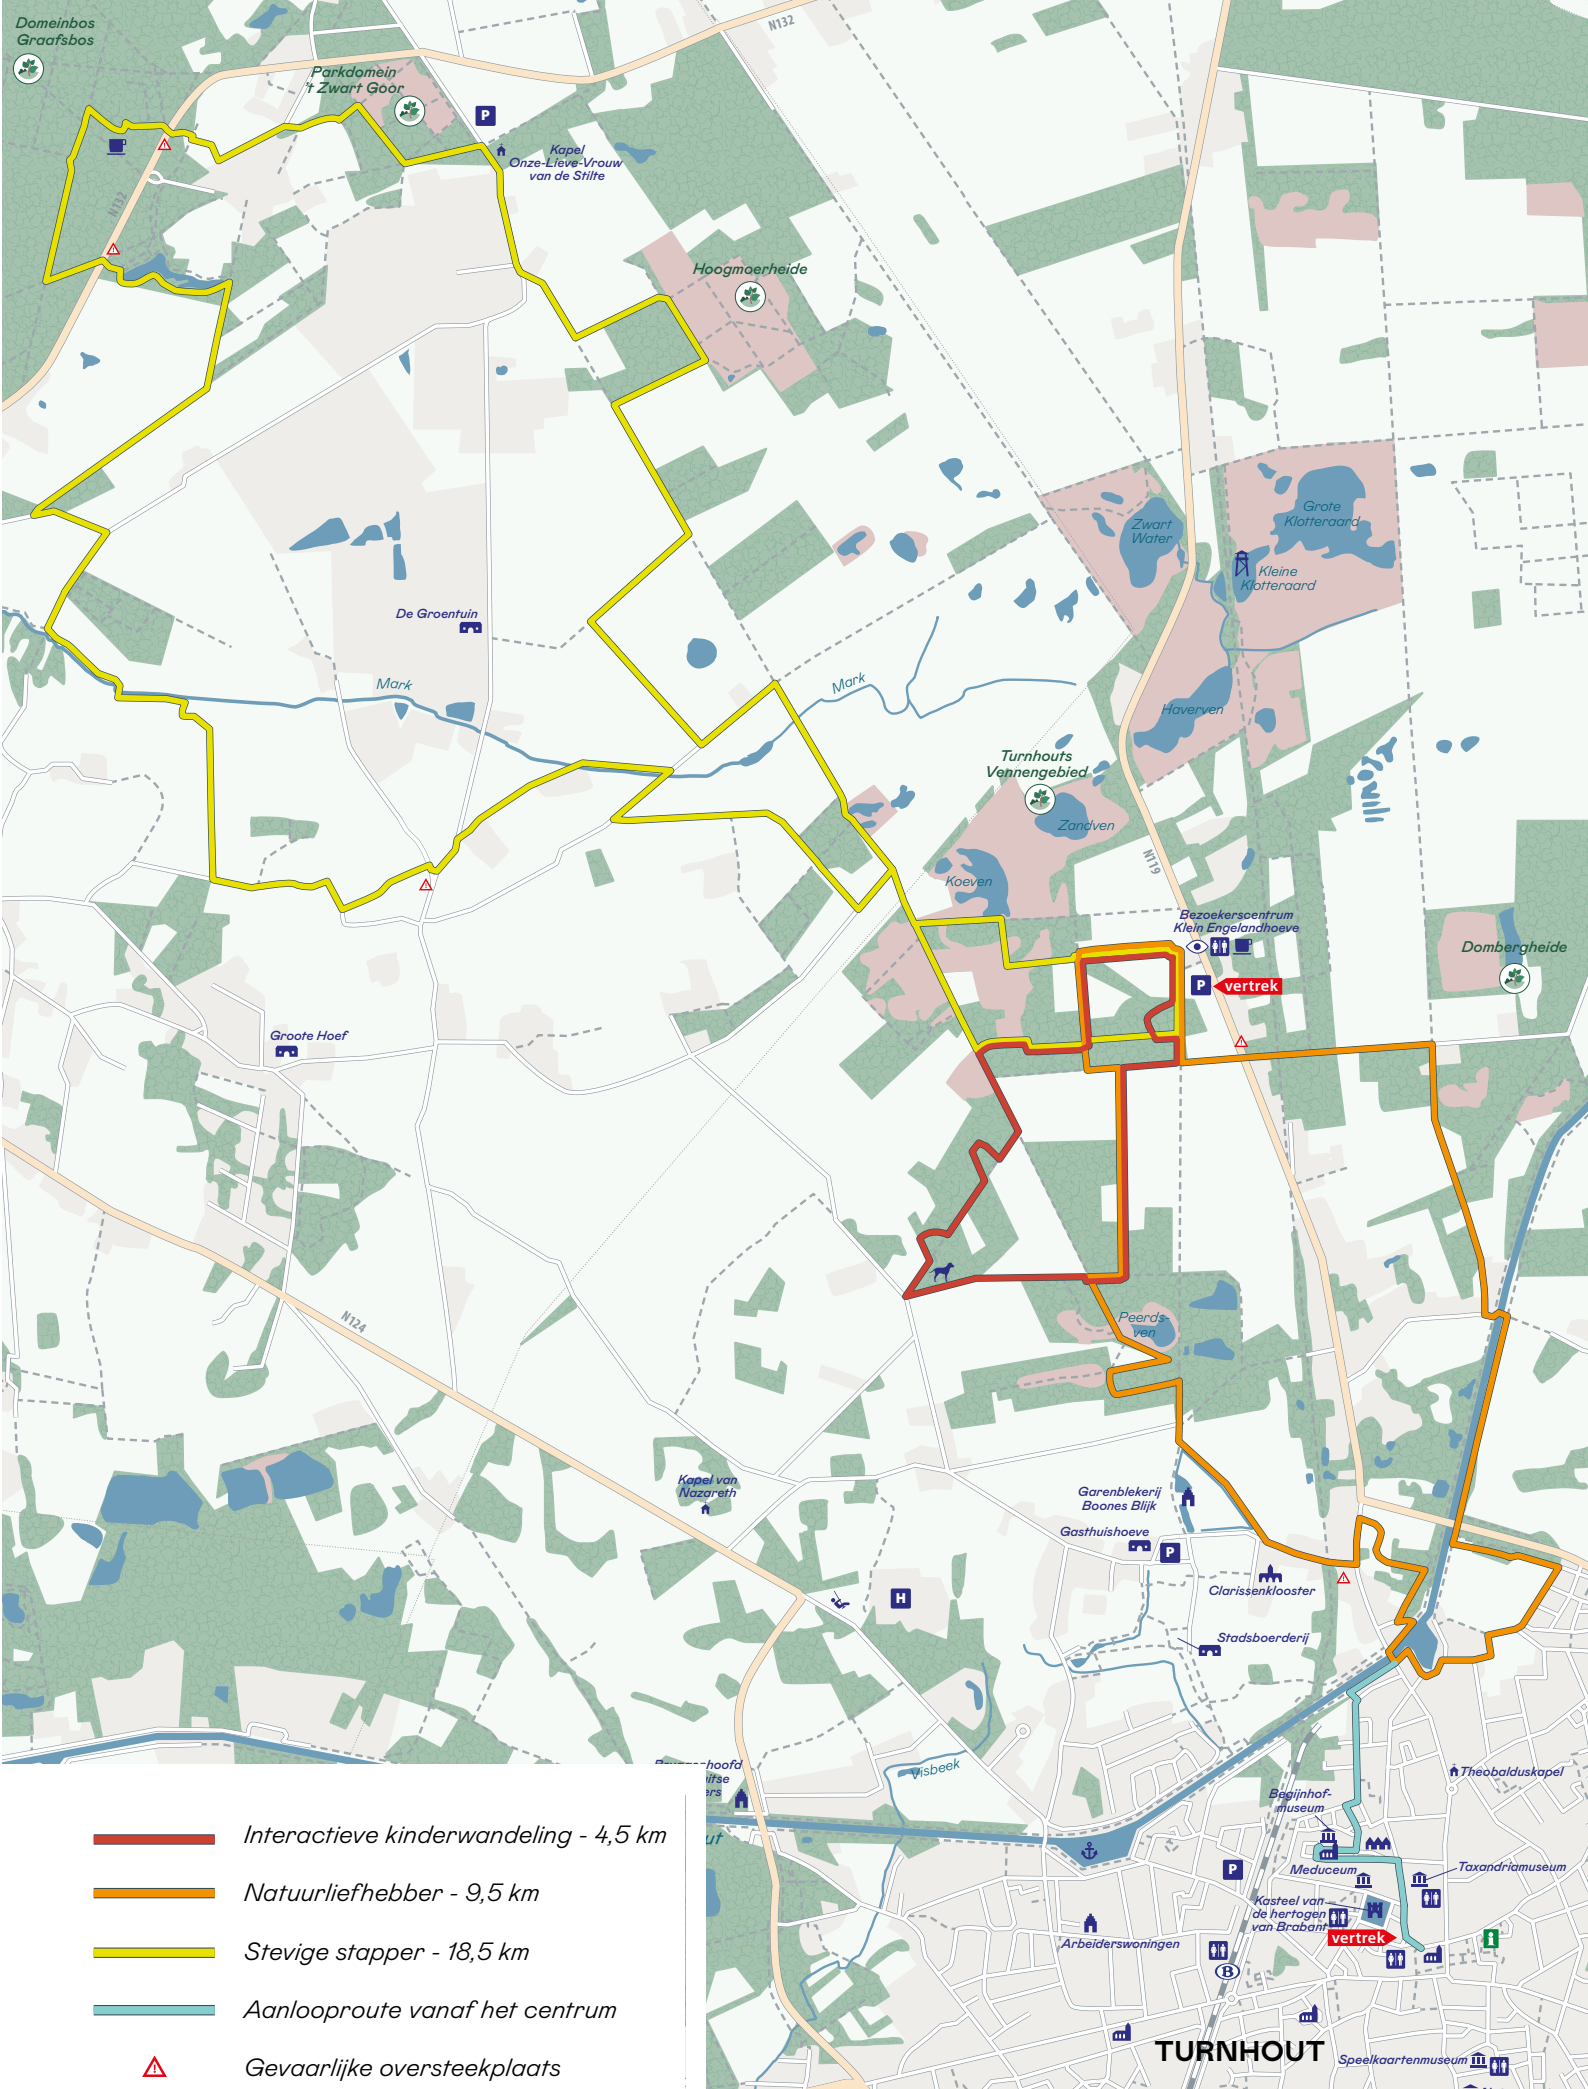 Domeinbos
Graafsbos
N132
Parkdomein
't Zwart Goor
P
Kapel
Onze-Lieve-Vrouw
van de Stilte
N132
Hoogmoerheide
Zwart
Water
Grote
Klotteraard
Kleine
Klotteraard
De Groentuin
Mark
Mark
Haverven
Turnhouts
Vennengebied
Zandven
N119
Koeven
Bezoekerscentrum
Klein Engelandhoeve
P
vertrek
Dombergheide
Groote Hoef
N124
Peerds-
ven
Kapel van
Nazareth
Garenblekerij
Boones Blijk
Gasthuishoeve
P
Clarissenklooster
H
Stadsboerderij
Visbeek
Theobalduskapel
Begijnhof-
museum
P
Meduceum
Taxandriamuseum
Kasteel van
de hertogen
van Brabant
vertrek
i
Arbeiderswoningen
B
TURNHOUT
Speelkaartenmuseum
Interactieve kinderwandeling - 4,5 km
Natuurliefhebber - 9,5 km
Stevige stapper - 18,5 km
Aanlooproute vanaf het centrum
Gevaarlijke oversteekplaats